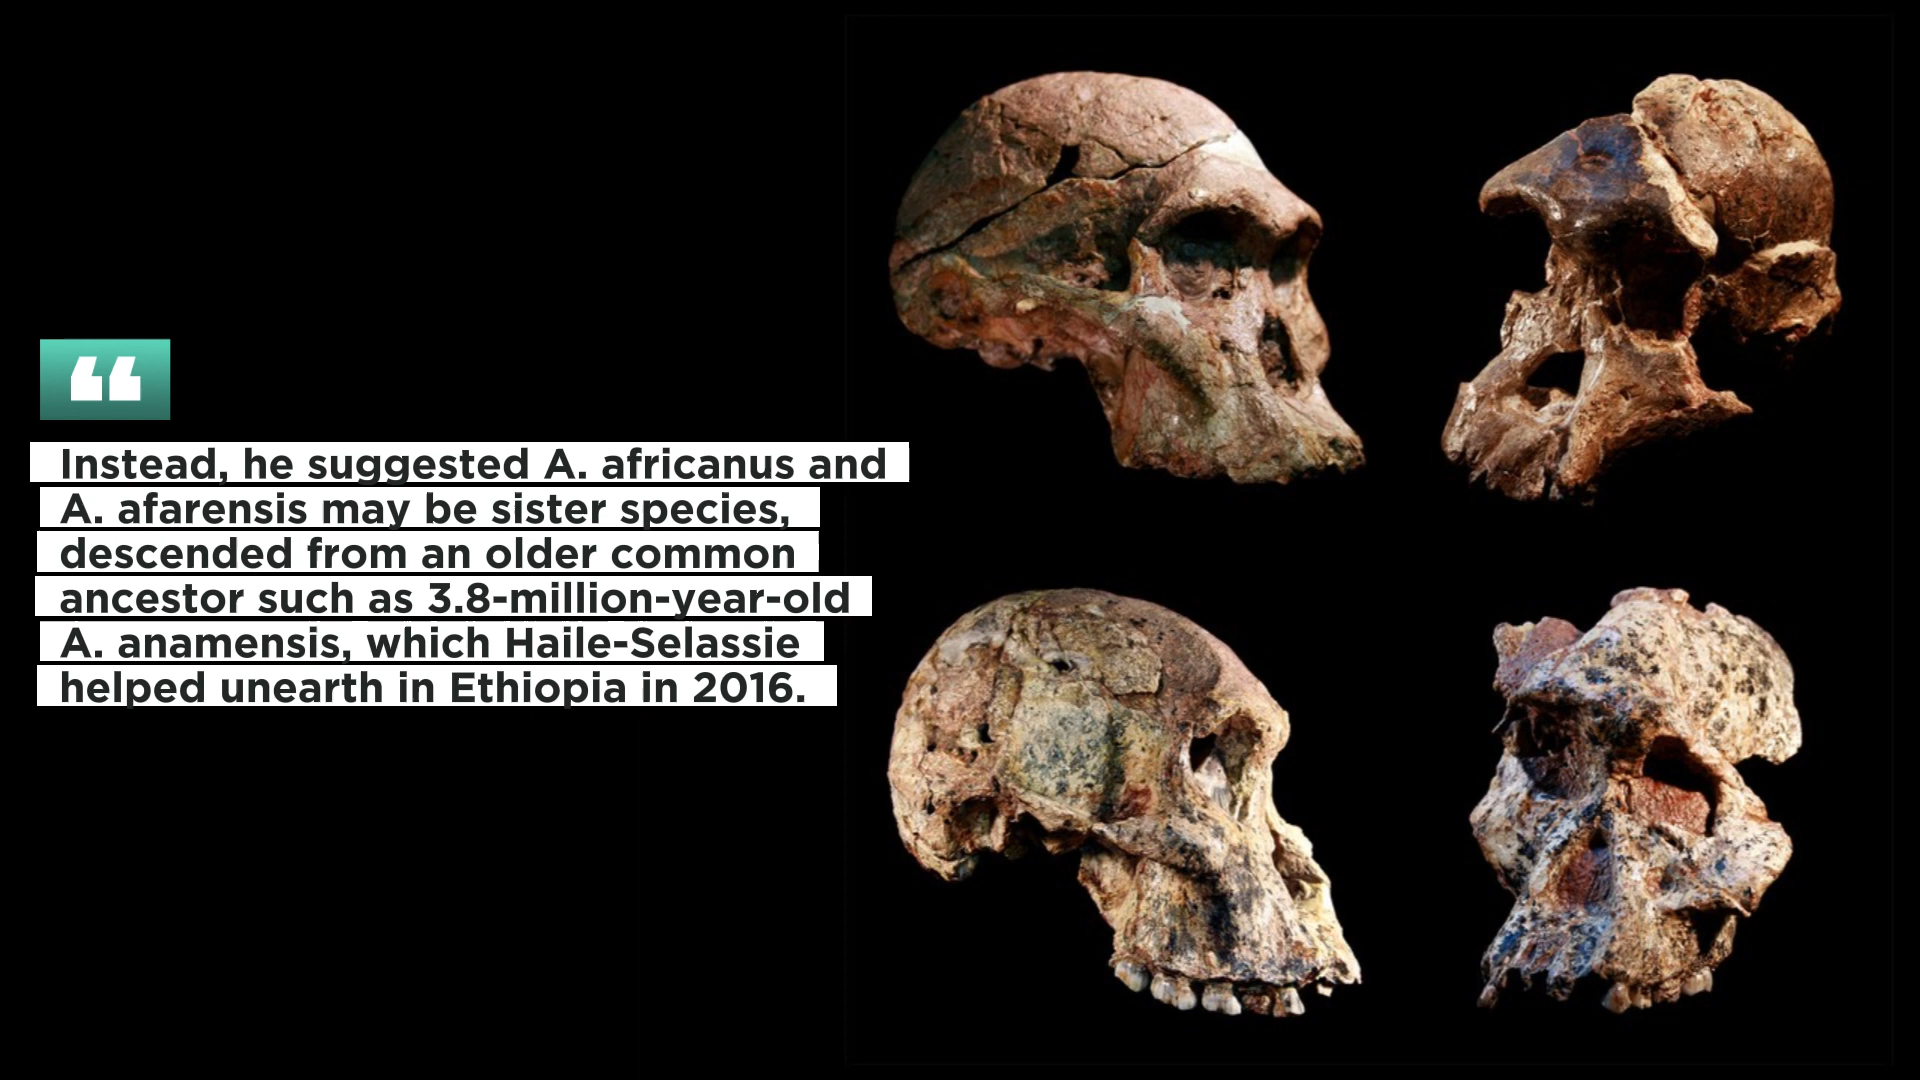 “
Instead, he suggested A. africanus and
A. afarensis may be sister species,
descended from an older common
ancestor such as 3.8-million-year-old
A. anamensis, which Haile-Selassie
helped unearth in Ethiopia in 2016.